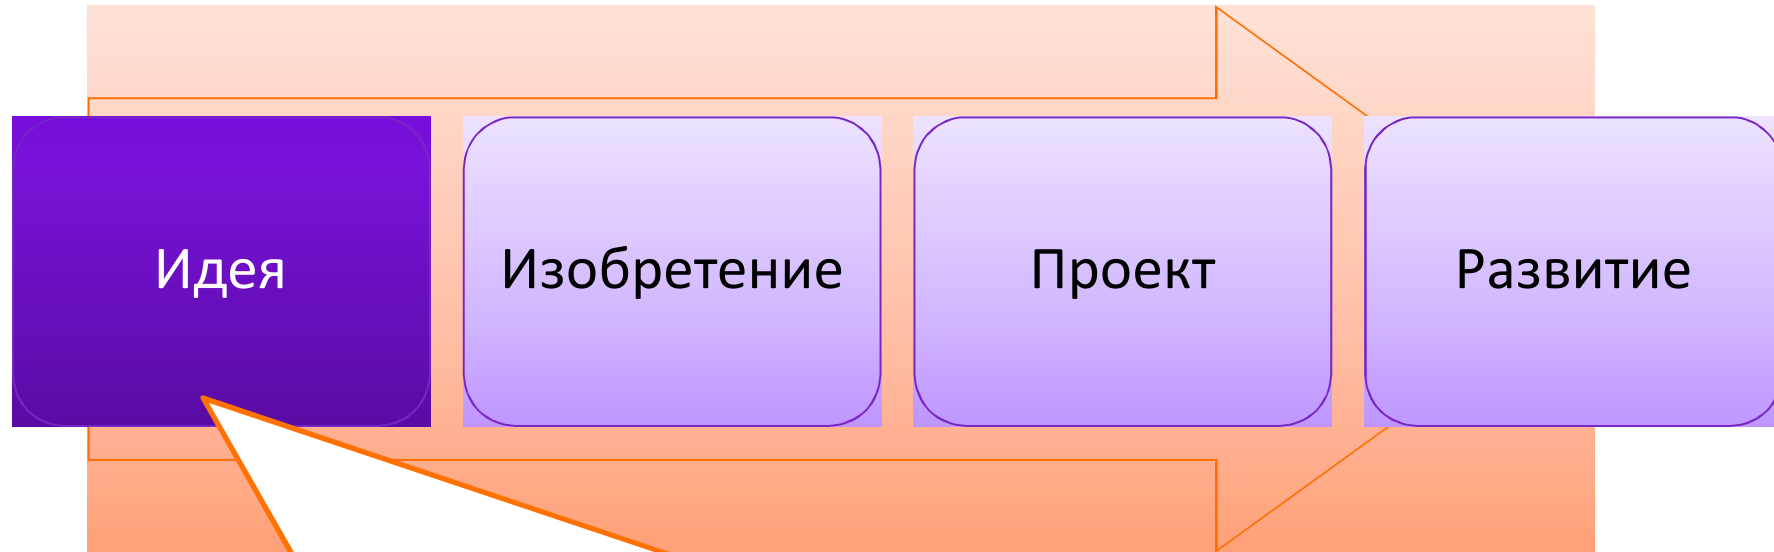 Идея
Изобретение
Проект
Развитие